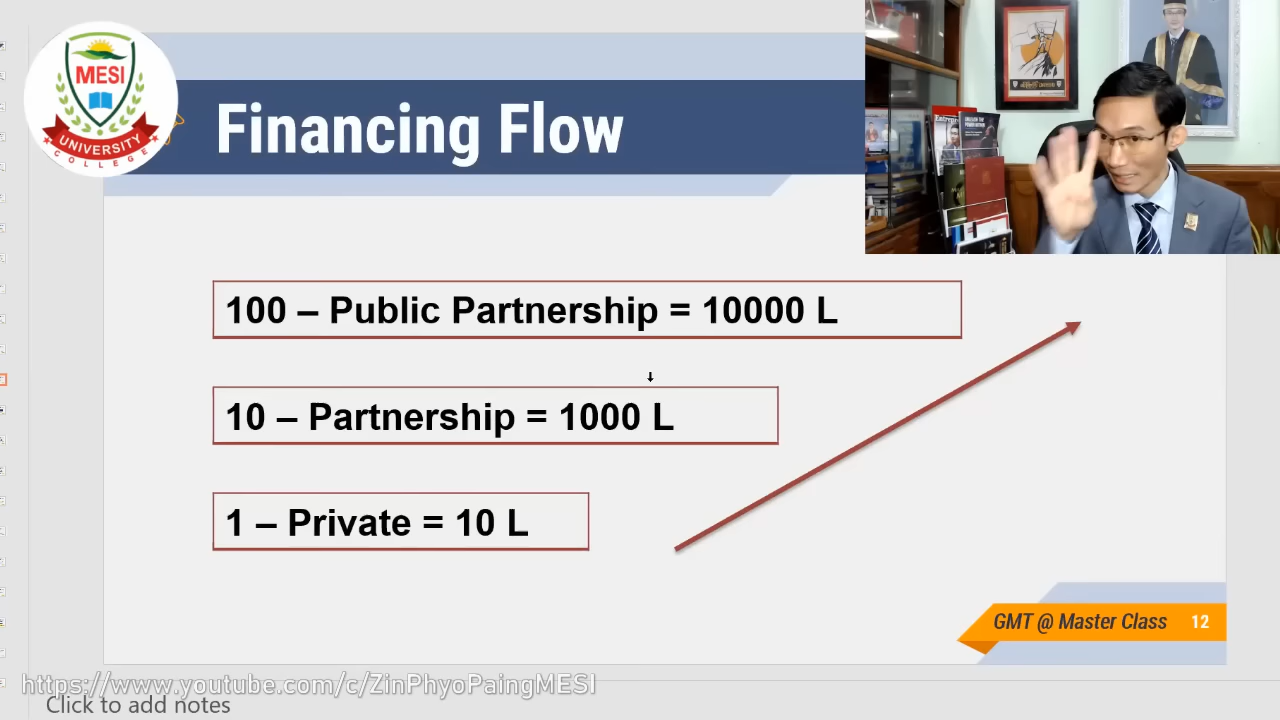 MESI
UNIVERSITY
COLLEGE
Financing Flow
100 – Public Partnership = 10000 L
10 – Partnership = 1000 L
1 – Private = 10 L
GMT @ Master Class 12
https://www.youtube.com/c/ZinPhyoPaingMESI
Click to add notes